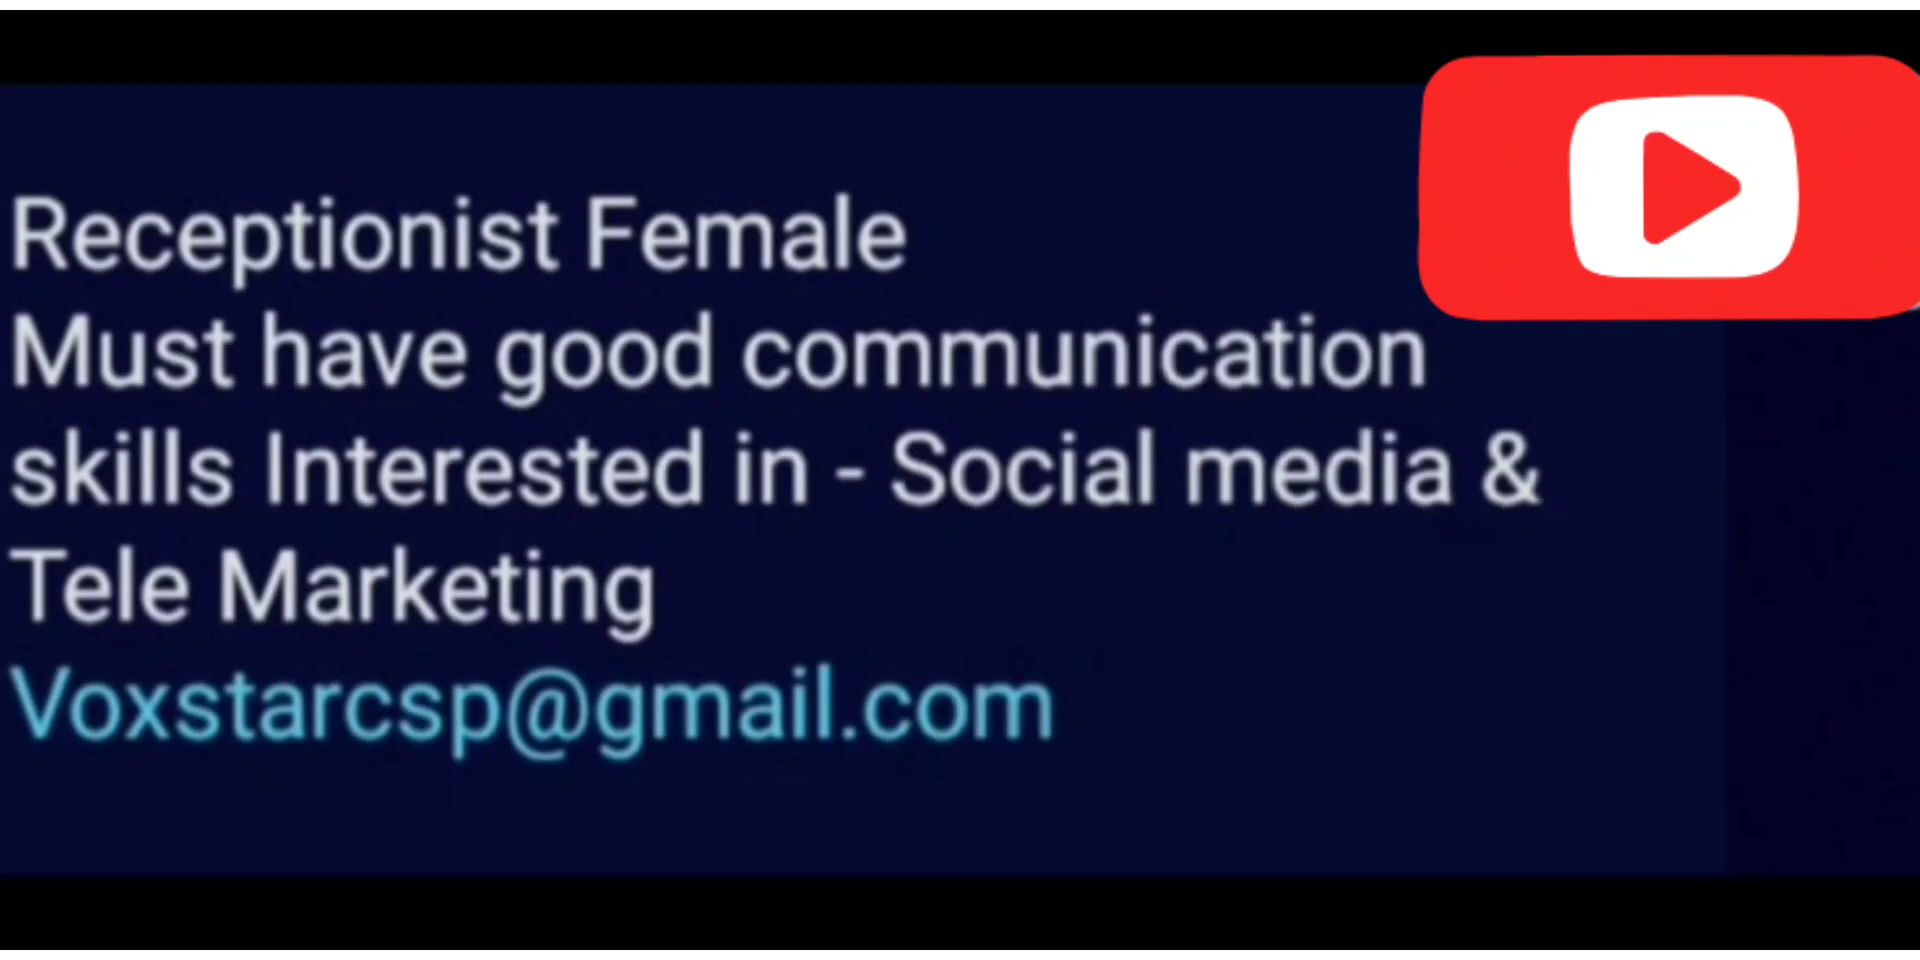 Receptionist Female
Must have good communication
skills Interested in - Social media &
Tele Marketing
Voxstarcsp@gmail.com